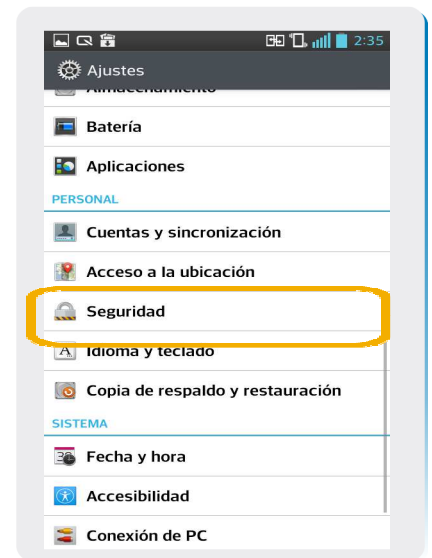 2:35
Ajustes
Almacenamiento
Batería
Aplicaciones
PERSONAL
Cuentas y sincronización
Acceso a la ubicación
Seguridad
Idioma y teclado
Copia de respaldo y restauración
SISTEMA
Fecha y hora
Accesibilidad
Conexión de PC